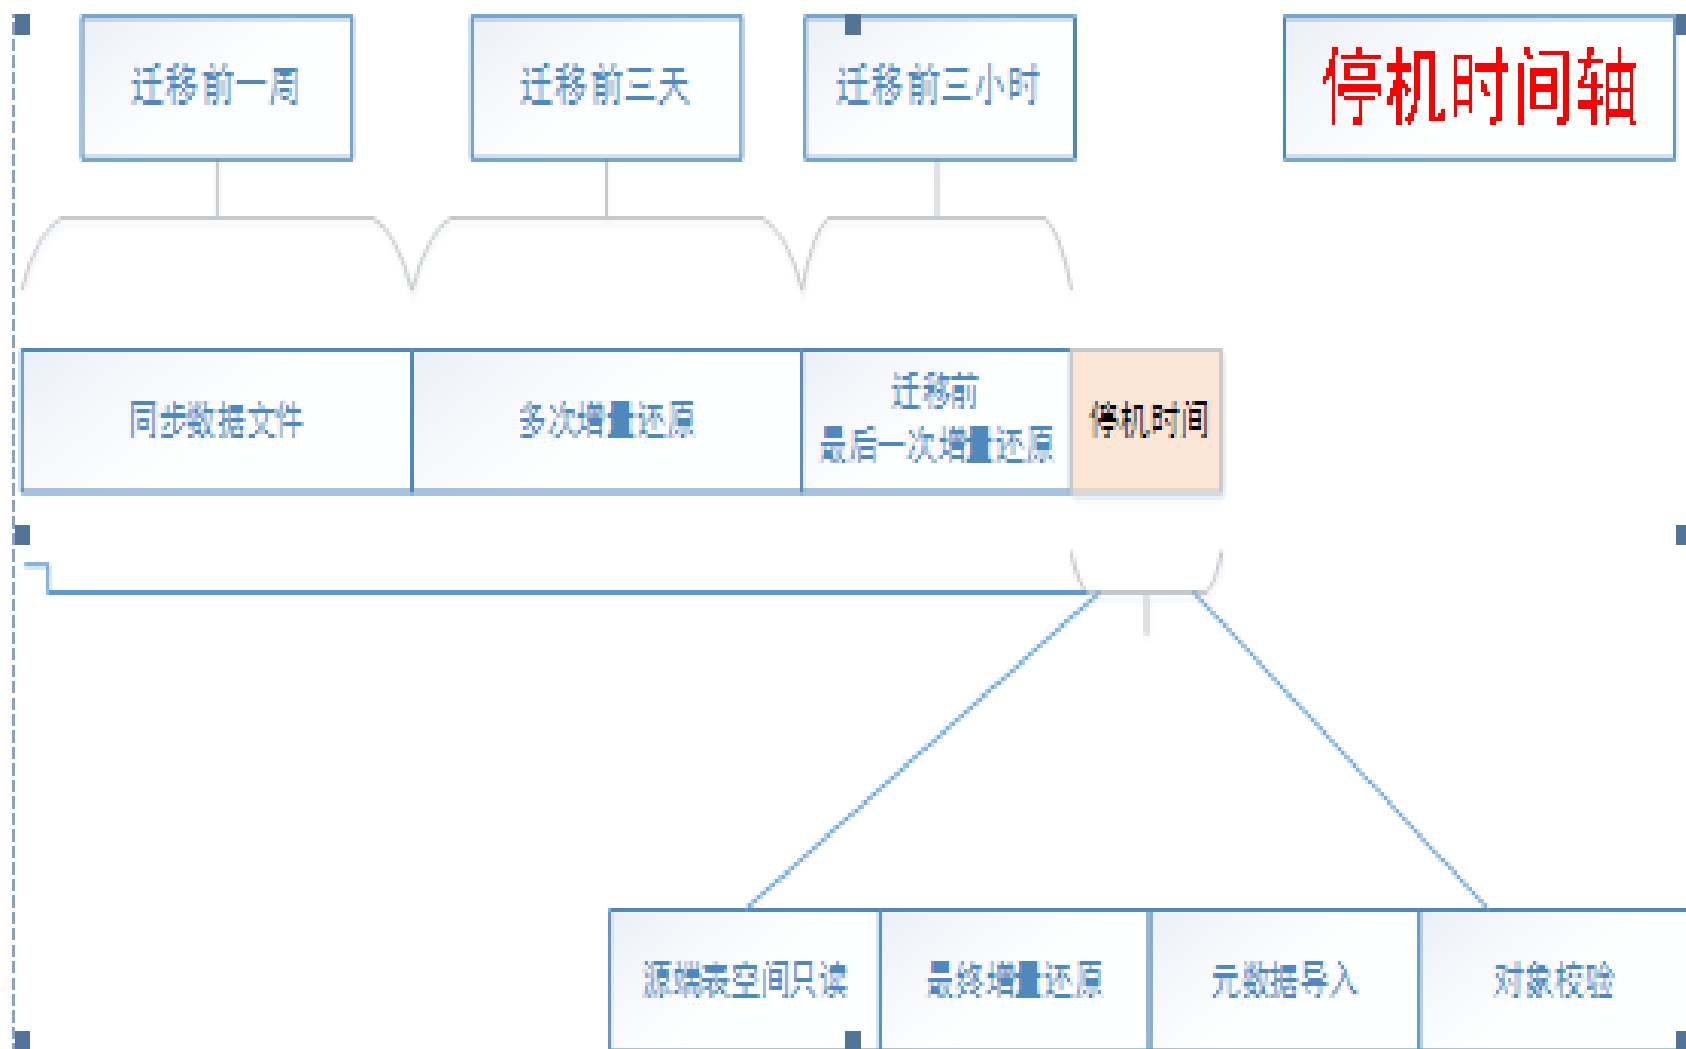 迁移前一周
迁移前三天
迁移前三小时
停机时间轴
同步数据文件
多次增量还原
迁移前
最后一次增量还原
停机时间
源端表空间只读
最终增量还原
元数据导入
对象校验